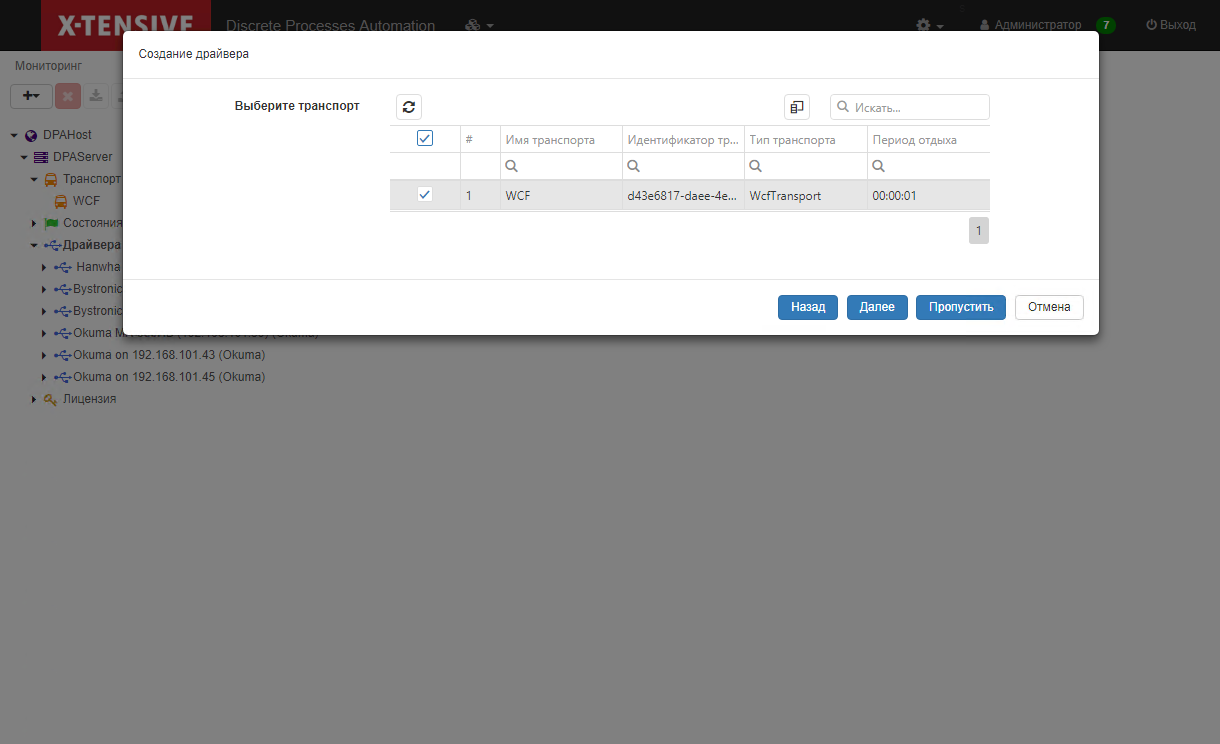 X-TENSIVE
Discrete Processes Automation
Администратор
7
Выход
Мониторинг
DPAHost
DPAServer
Транспорт
WCF
Состояния
Драйвера
Hanwha
Bystronic
Bystronic
Okuma
Okuma on 192.168.101.43 (Okuma)
Okuma on 192.168.101.45 (Okuma)
Лицензия
Создание драйвера
Выберите транспорт
Искать...
# Имя транспорта Идентификатор тр... Тип транспорта Период отдыха
1 WCF d43e6817-daee-4e... WcfTransport 00:00:01
1
Назад Далее Пропустить Отмена